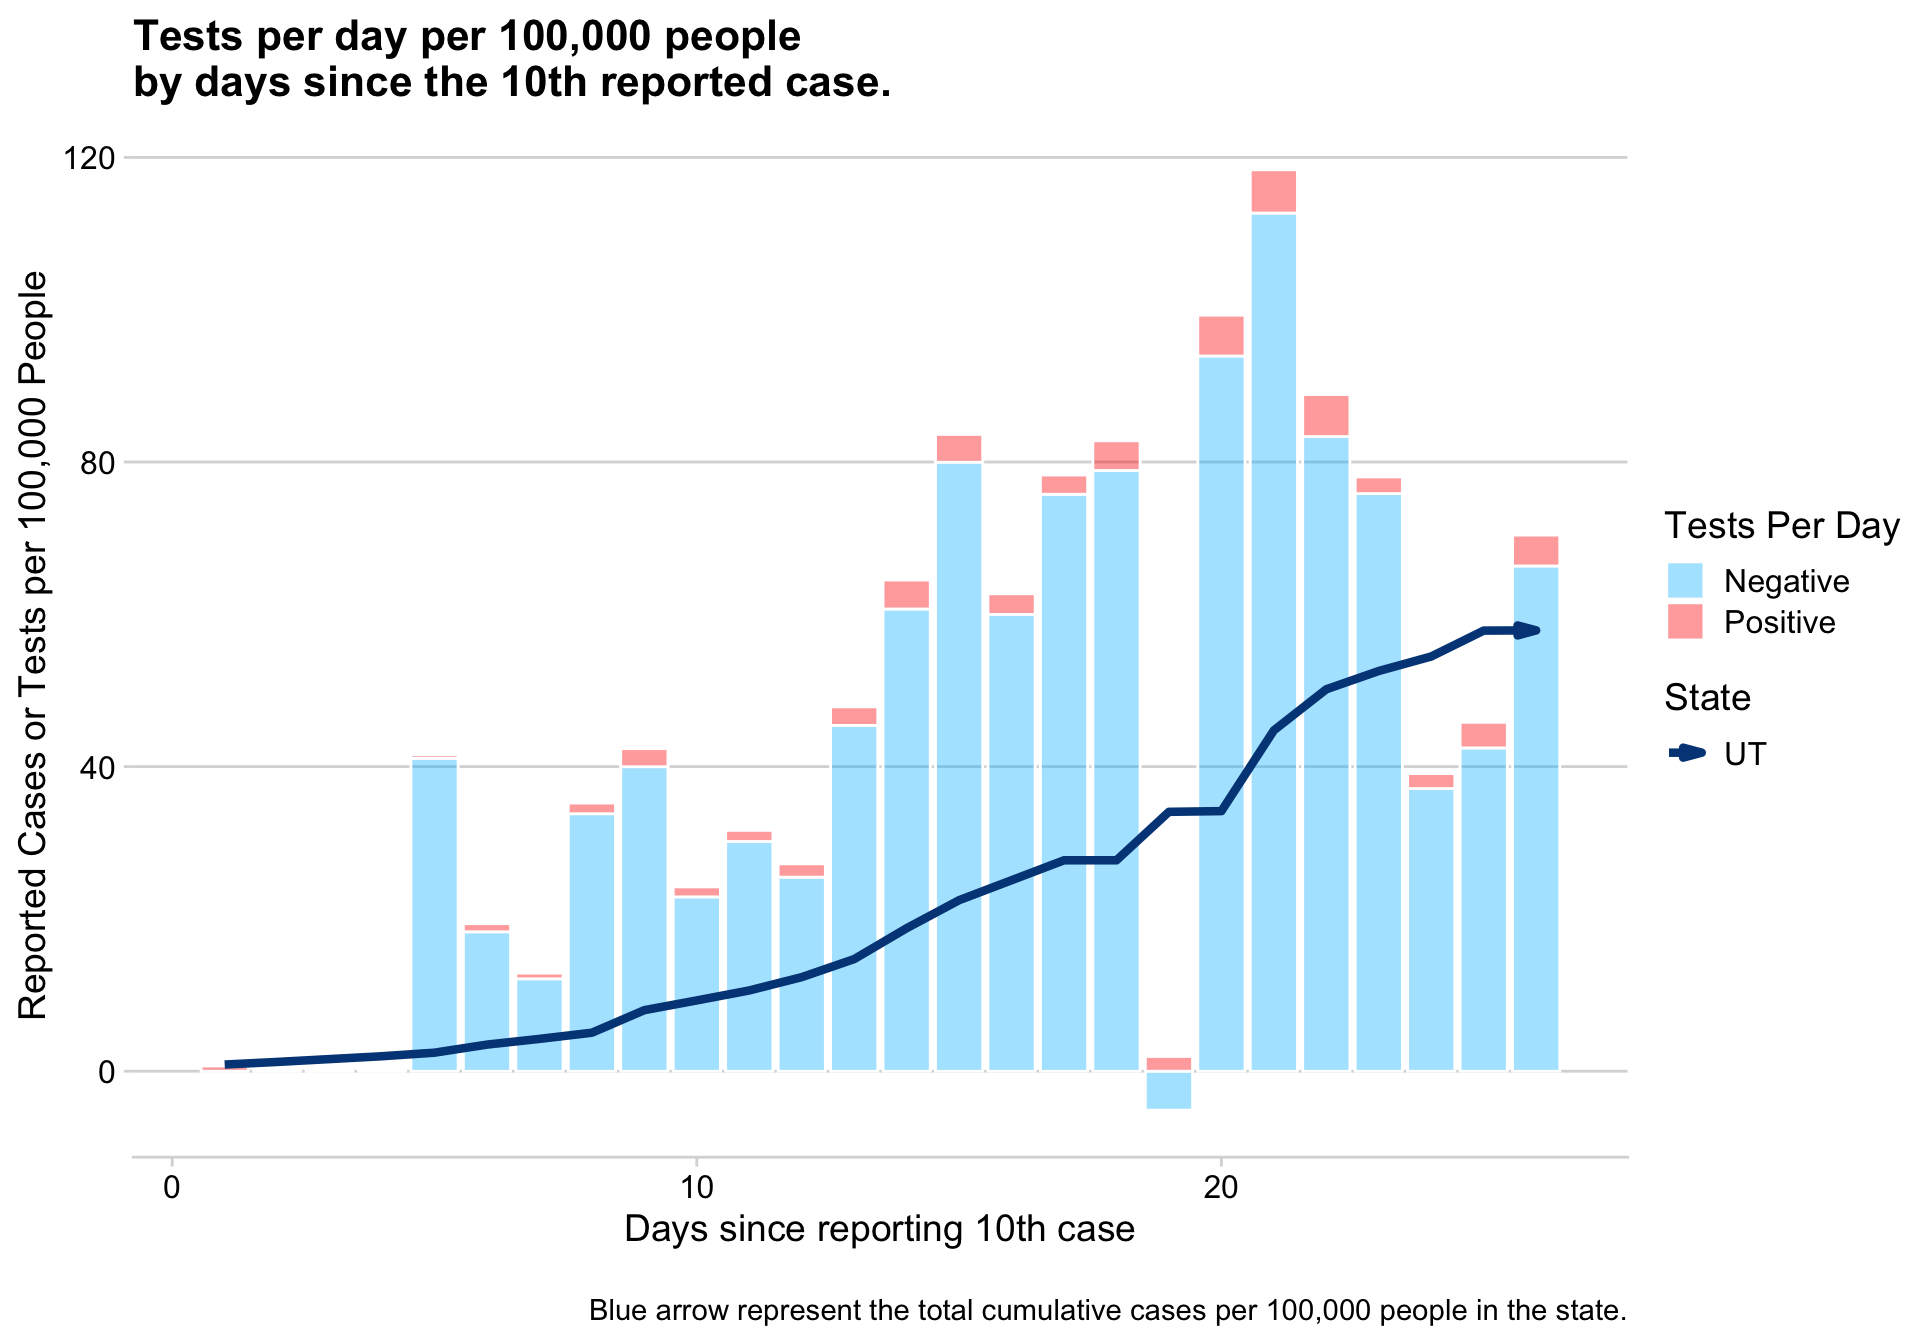 Tests per day per 100,000 people
by days since the 10th reported case.
Reported Cases or Tests per 100,000 People
120
80
40
0
0
10
20
Days since reporting 10th case
Tests Per Day
Negative
Positive
State
UT
Blue arrow represent the total cumulative cases per 100,000 people in the state.